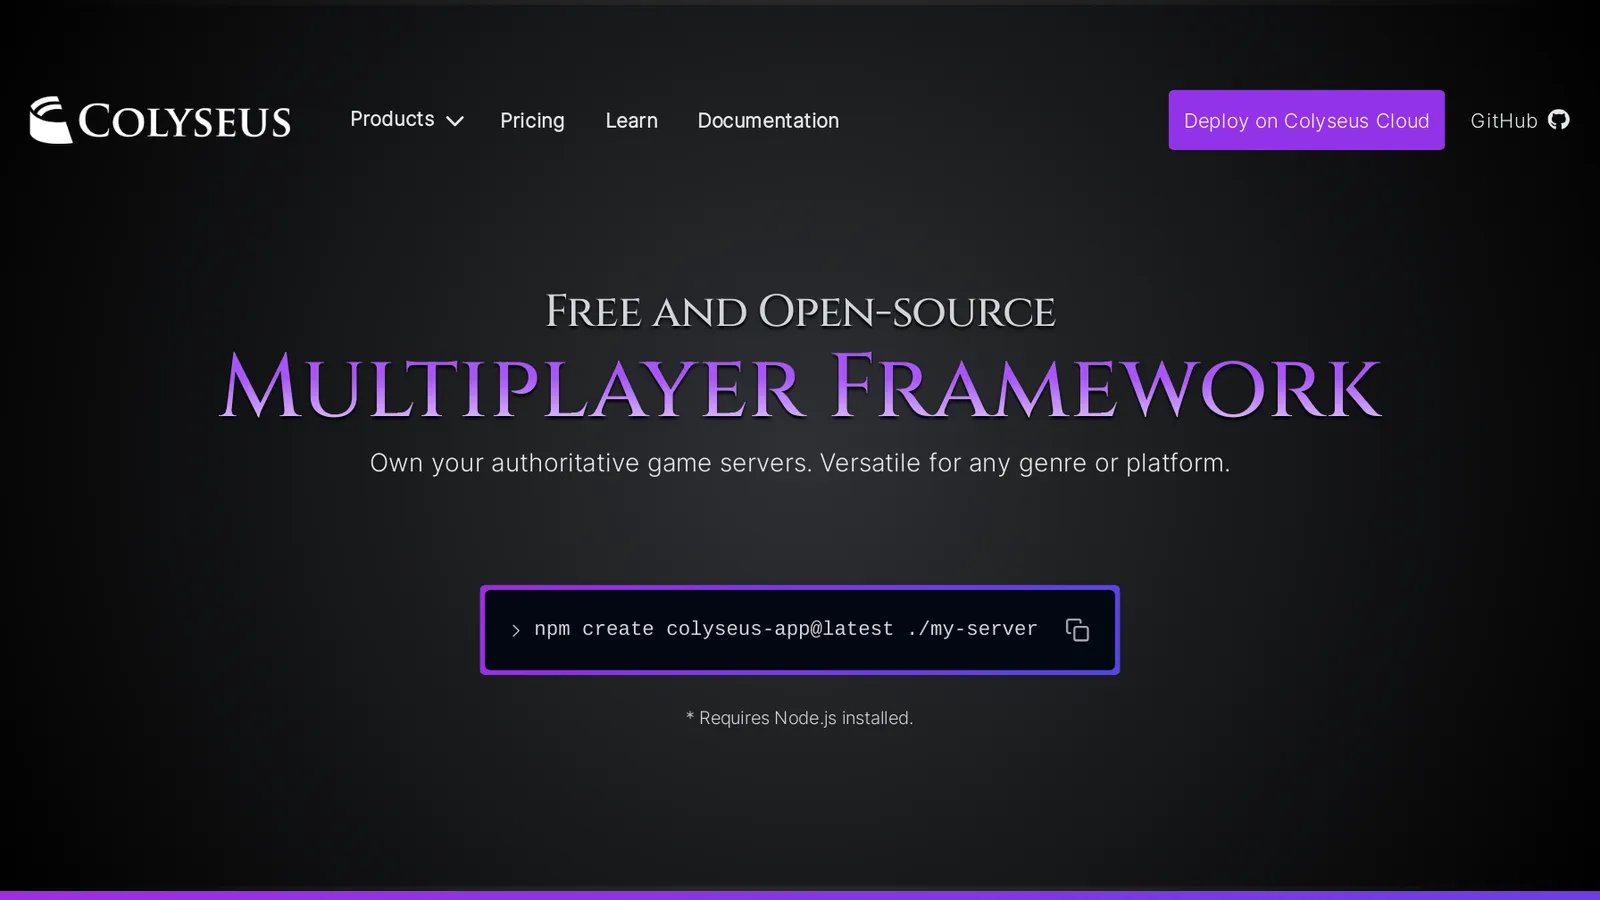 COLYSEUS
Products
Pricing
Learn
Documentation
Deploy on Colyseus Cloud
GitHub
Free and Open-source
Multiplayer Framework
Own your authoritative game servers. Versatile for any genre or platform.
> npm create colyseus-app@latest ./my-server
* Requires Node.js installed.